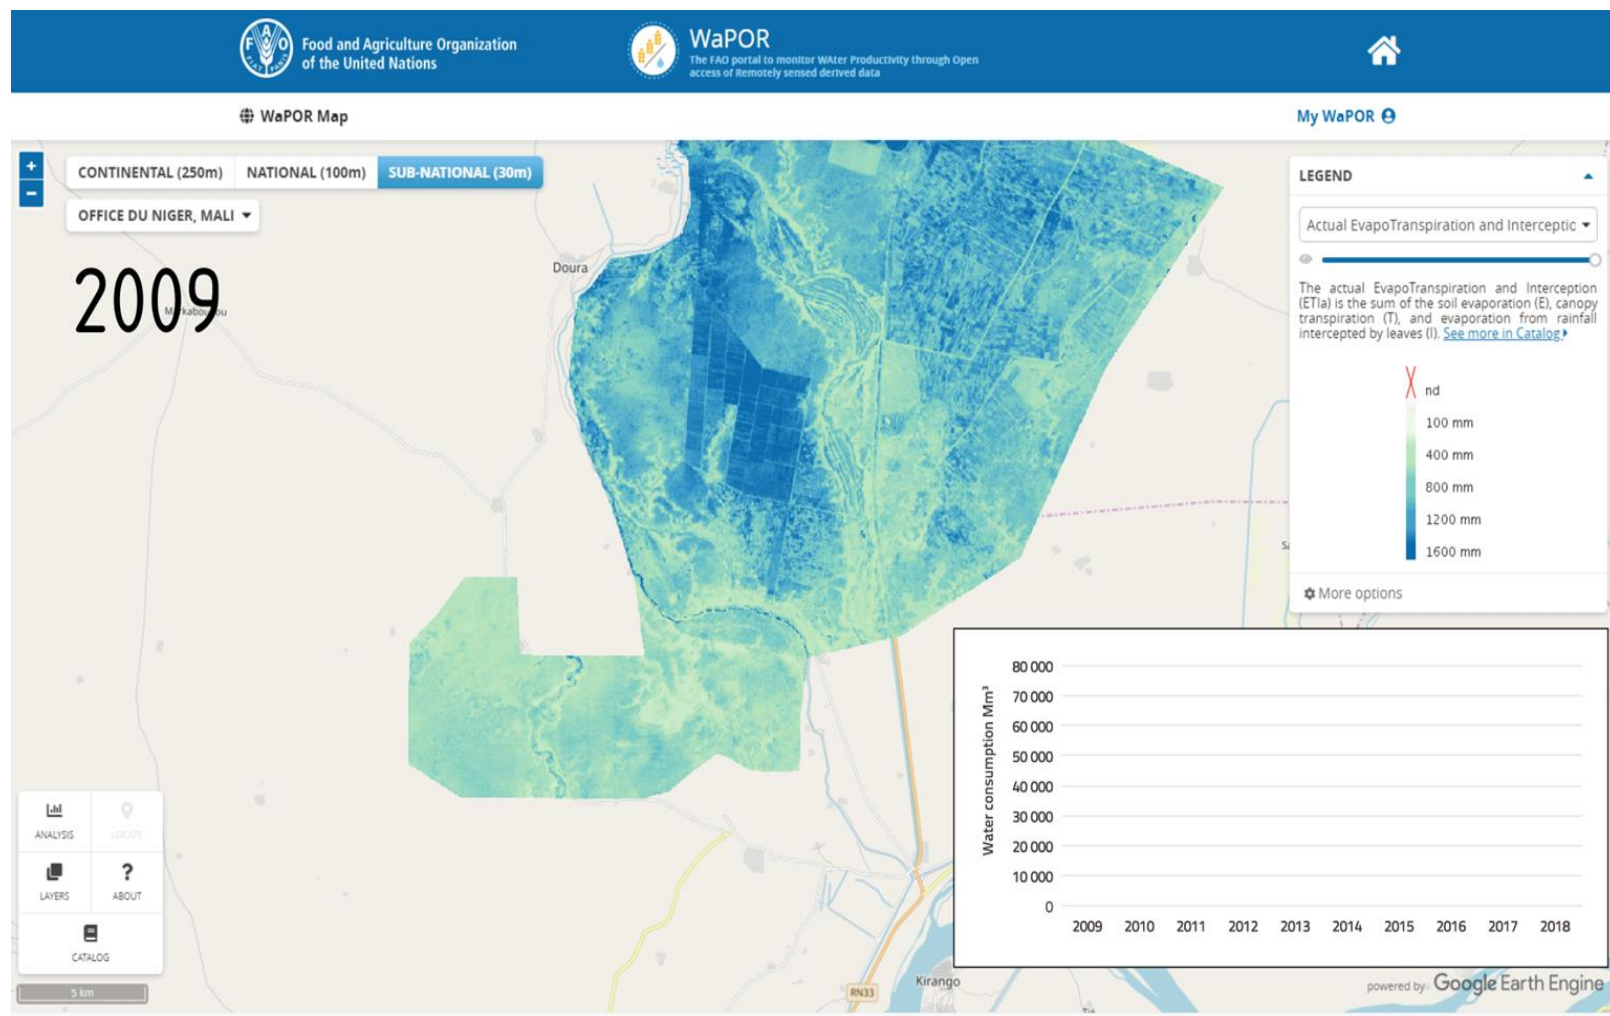 Food and Agriculture Organization
of the United Nations
WaPOR
The FAO portal to monitor WAter Productivity through Open
access of Remotely sensed derived data
WaPOR Map
My WaPOR
+
−
CONTINENTAL (250m)
NATIONAL (100m)
SUB-NATIONAL (30m)
OFFICE DU NIGER, MALI
2009
Doura
LEGEND
Actual EvapoTranspiration and Interceptic
The actual EvapoTranspiration and Interception
(ETIa) is the sum of the soil evaporation (E), canopy
transpiration (T), and evaporation from rainfall
intercepted by leaves (I). See more in Catalog
nd
100 mm
400 mm
800 mm
1200 mm
1600 mm
More options
Water consumption Mm³
80 000
70 000
60 000
50 000
40 000
30 000
20 000
10 000
0
2009 2010 2011 2012 2013 2014 2015 2016 2017 2018
ANALYSIS
LOCATE
LAYERS
? ABOUT
CATALOG
5 km
RN33
Kirango
powered by Google Earth Engine